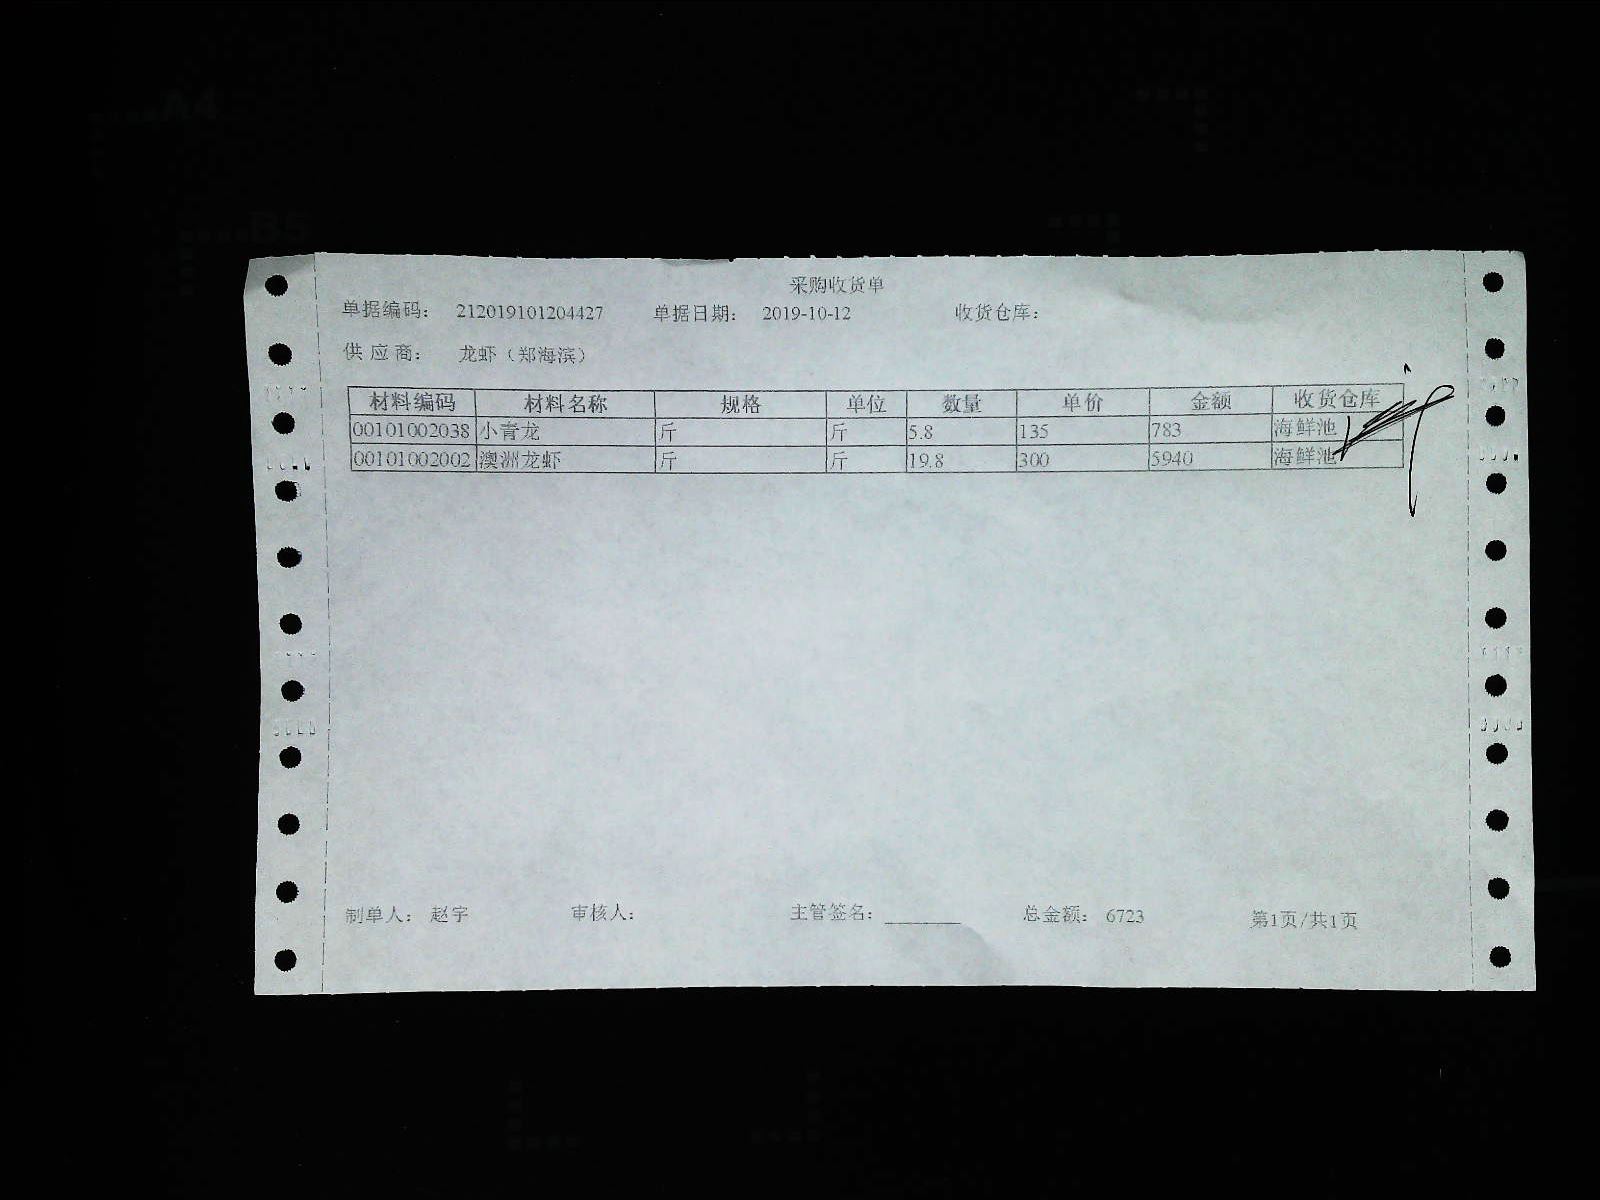 采购收货单
单据编码： 212019101204427 单据日期： 2019-10-12 收货仓库：
供应商： 龙虾（郑海滨）
材料编码 材料名称 规格 单位 数量 单价 金额 收货仓库
00101002038 小青龙 斤 斤 5.8 135 783 海鲜池
00101002002 澳洲龙虾 斤 斤 19.8 300 5940 海鲜池
制单人： 赵宇 审核人： 主管签名： 总金额： 6723 第1页/共1页